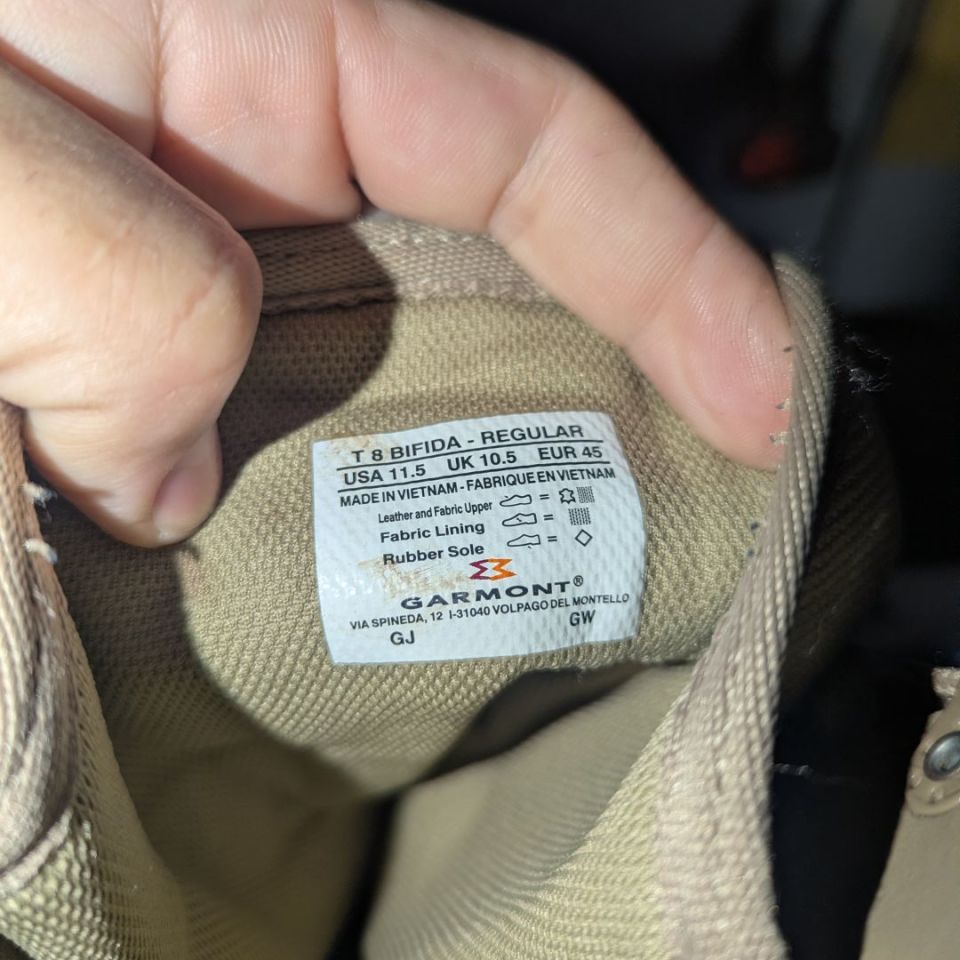 T 8 BIFIDA - REGULAR
USA 11.5 UK 10.5 EUR 45
MADE IN VIETNAM - FABRIQUE EN VIETNAM
Leather and Fabric Upper =
Fabric Lining =
Rubber Sole =
GARMONT®
VIA SPINEDA, 12 I-31040 VOLPAGO DEL MONTELLO
GJ GW